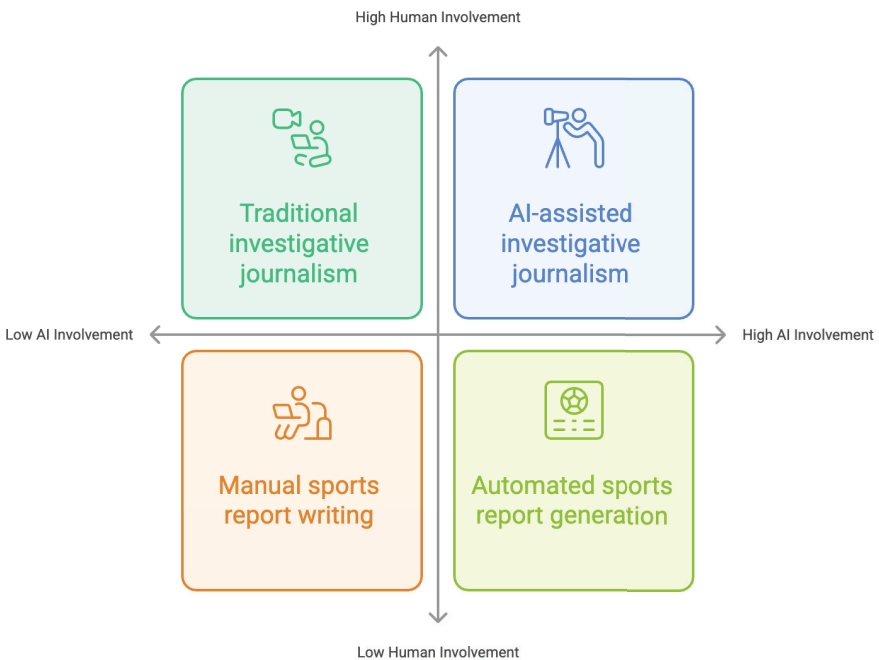 High Human Involvement
Traditional
investigative
journalism
AI-assisted
investigative
journalism
Low AI Involvement
High AI Involvement
Manual sports
report writing
Automated sports
report generation
Low Human Involvement